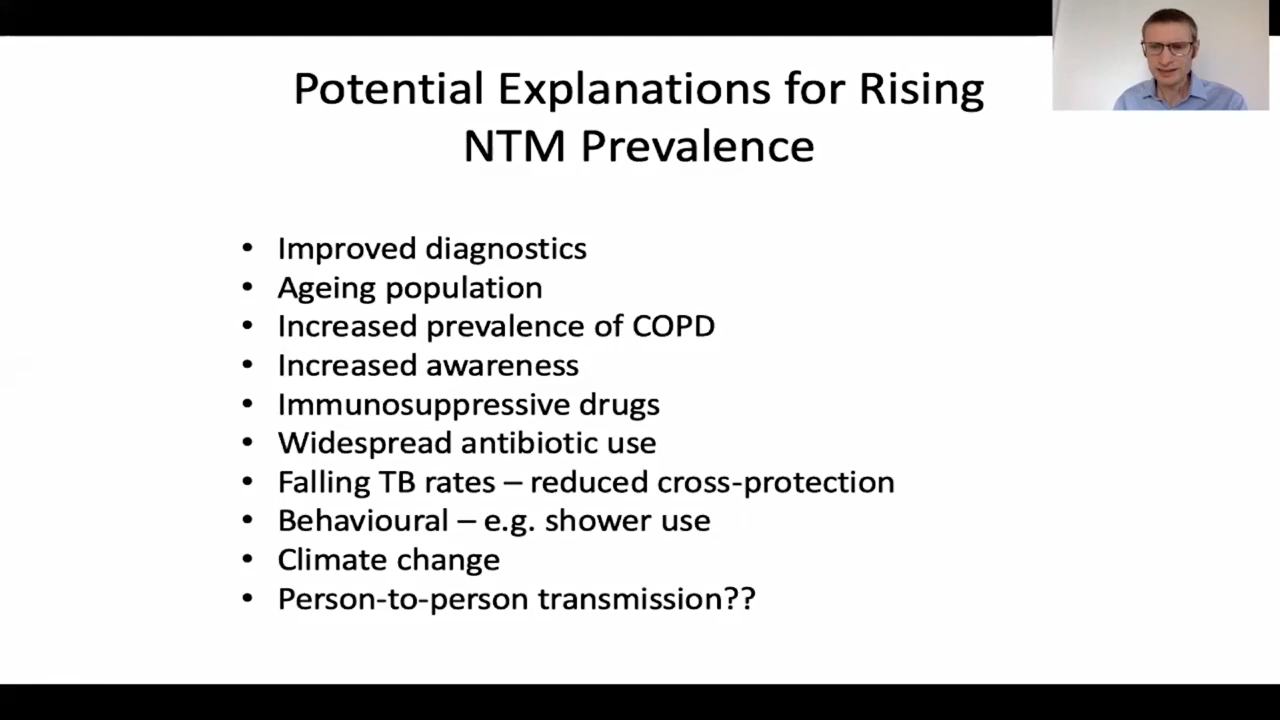 Potential Explanations for Rising
NTM Prevalence
• Improved diagnostics
• Ageing population
• Increased prevalence of COPD
• Increased awareness
• Immunosuppressive drugs
• Widespread antibiotic use
• Falling TB rates – reduced cross-protection
• Behavioural – e.g. shower use
• Climate change
• Person-to-person transmission??